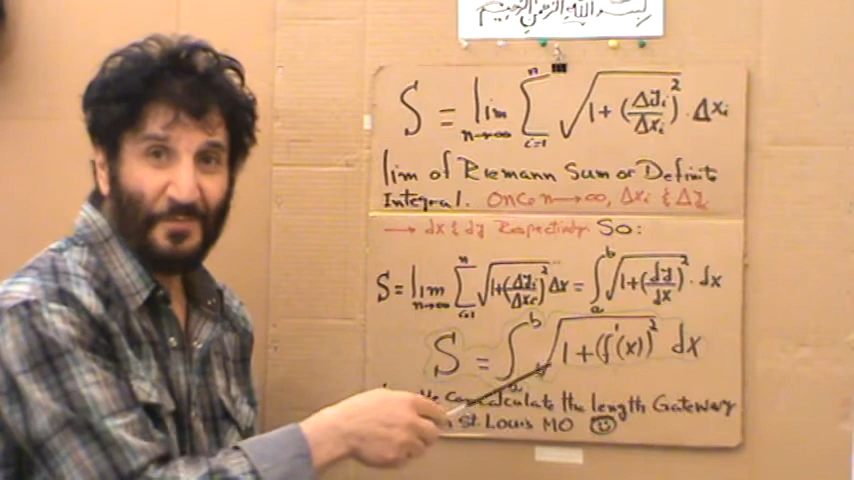 بسم الله الرحمن الرحيم
S = lim n→∞ Σ i=1 n √1 + (Δyi/Δxi)² · Δxi
lim of Riemann Sum or Definite
Integral. Once n→∞, Δxi & Δyi
→ dx & dy Respectively. So:
S = lim n→∞ Σ i=1 n √1+(Δyi/Δxi)² Δx = ∫ a b √1+(dy/dx)² · dx
S = ∫ a b √1+(f'(x))² dx
calculate the length Gateway
St. Louis MO